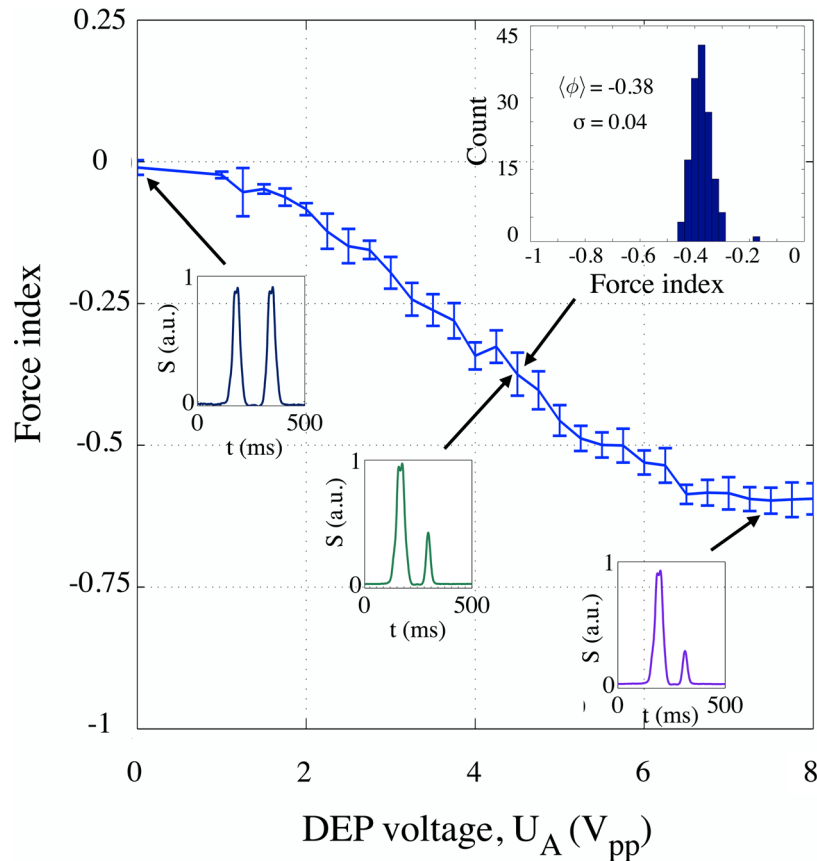 0.25
0
-0.25
-0.5
-0.75
-1
Force index
0
2
4
6
8
DEP voltage, U_A (V_pp)
45
30
15
0
Count
⟨ϕ⟩ = -0.38
σ = 0.04
-1 -0.8 -0.6 -0.4 -0.2 0
Force index
1
S (a.u.)
0
0 500
t (ms)
1
S (a.u.)
0
0 500
t (ms)
1
S (a.u.)
0
0 500
t (ms)